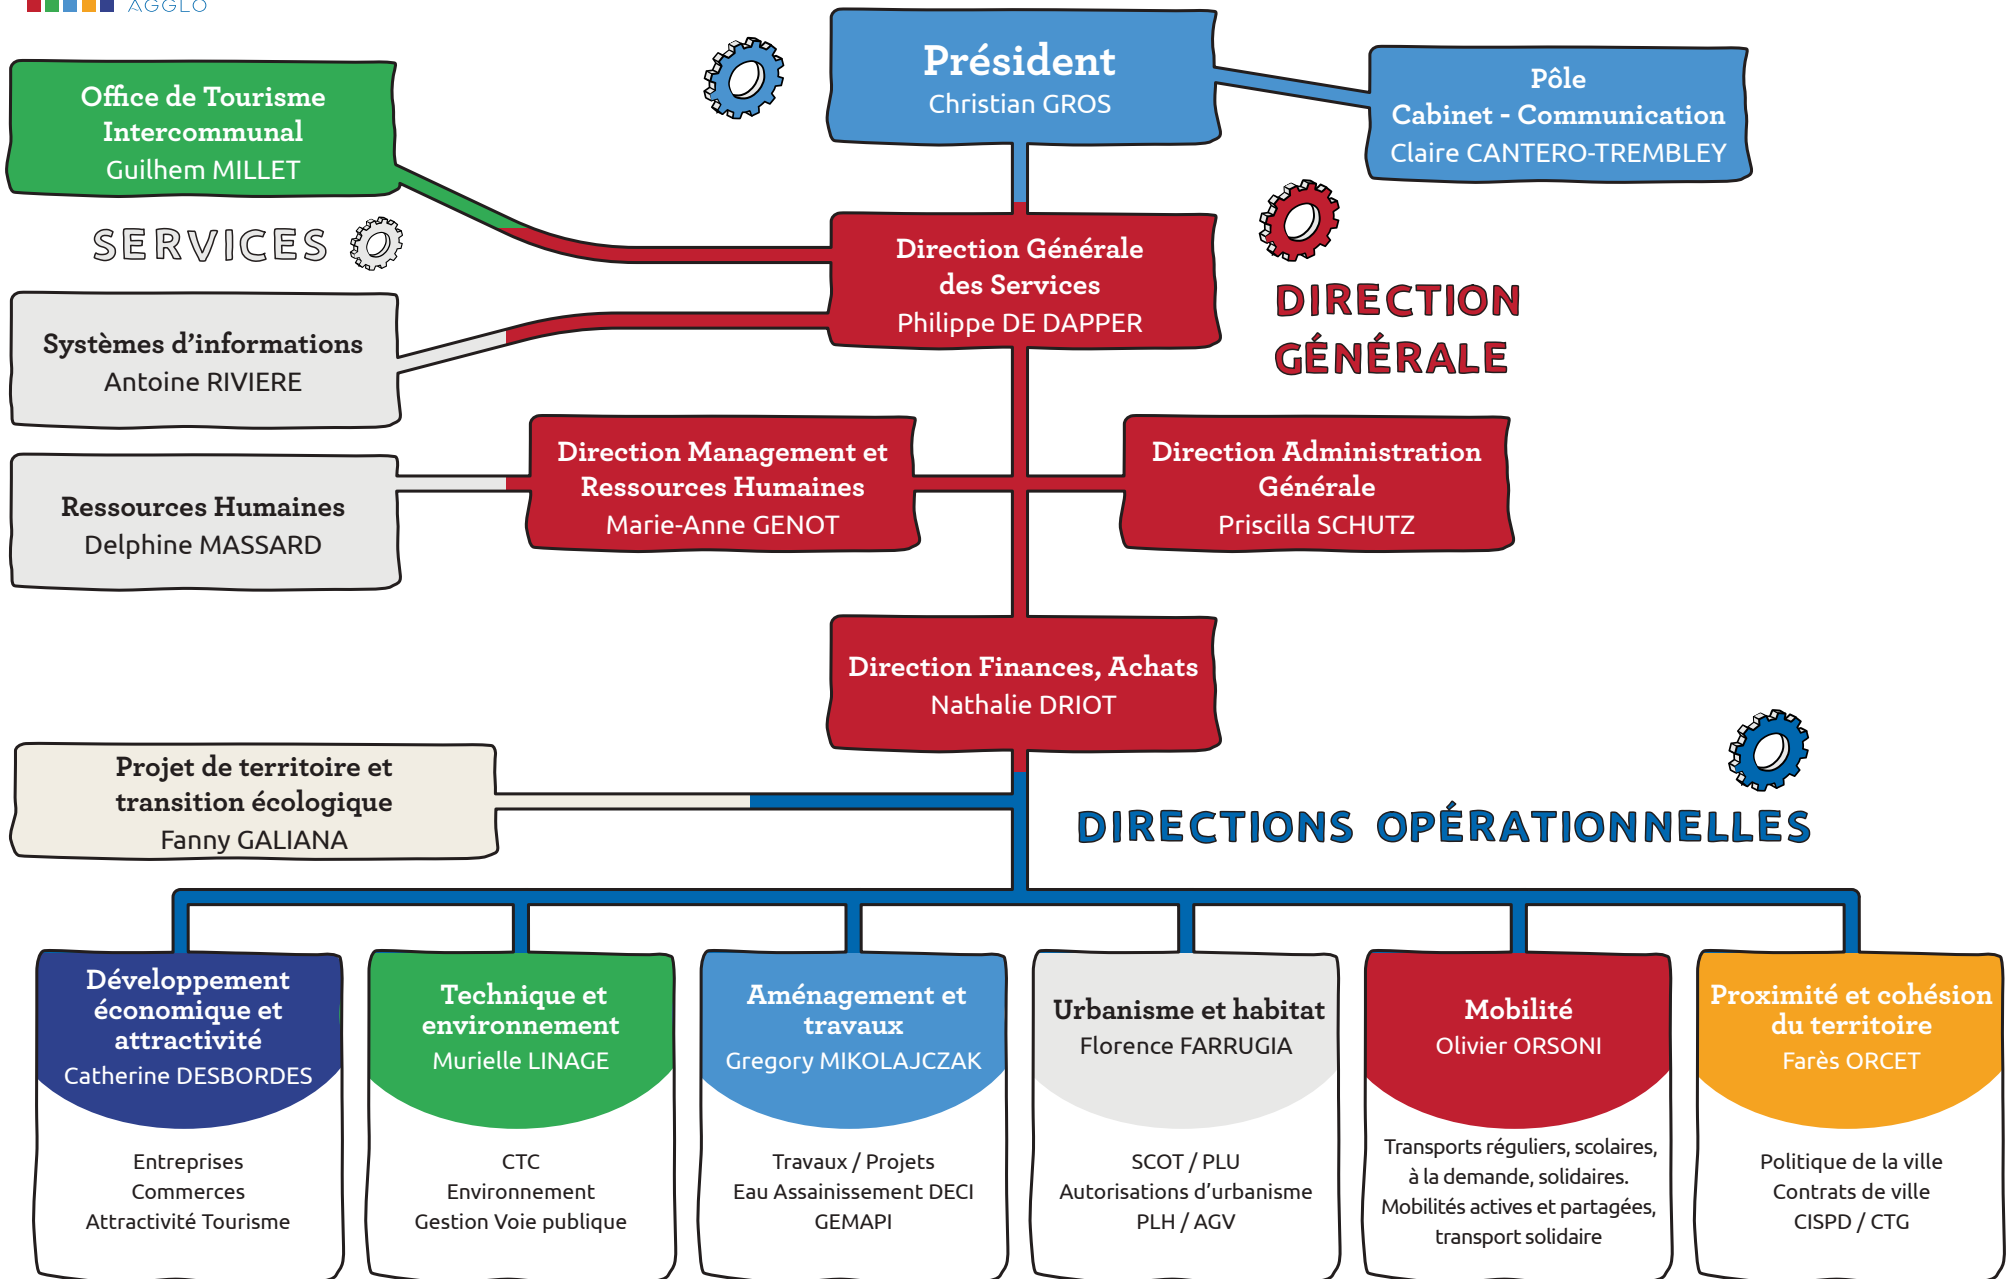 AGGLO
Président
Christian GROS
Pôle
Cabinet - Communication
Claire CANTERO-TREMBLEY
Office de Tourisme
Intercommunal
Guilhem MILLET
SERVICES
Direction Générale
des Services
Philippe DE DAPPER
DIRECTION
GÉNÉRALE
Systèmes d'informations
Antoine RIVIERE
Direction Management et
Ressources Humaines
Marie-Anne GENOT
Direction Administration
Générale
Priscilla SCHUTZ
Ressources Humaines
Delphine MASSARD
Direction Finances, Achats
Nathalie DRIOT
Projet de territoire et
transition écologique
Fanny GALIANA
DIRECTIONS OPÉRATIONNELLES
Développement
économique et
attractivité
Catherine DESBORDES
Entreprises
Commerces
Attractivité Tourisme
Technique et
environnement
Murielle LINAGE
CTC
Environnement
Gestion Voie publique
Aménagement et
travaux
Gregory MIKOLAJCZAK
Travaux / Projets
Eau Assainissement DECI
GEMAPI
Urbanisme et habitat
Florence FARRUGIA
SCOT / PLU
Autorisations d'urbanisme
PLH / AGV
Mobilité
Olivier ORSONI
Transports réguliers, scolaires,
à la demande, solidaires.
Mobilités actives et partagées,
transport solidaire
Proximité et cohésion
du territoire
Farès ORCET
Politique de la ville
Contrats de ville
CISPD / CTG